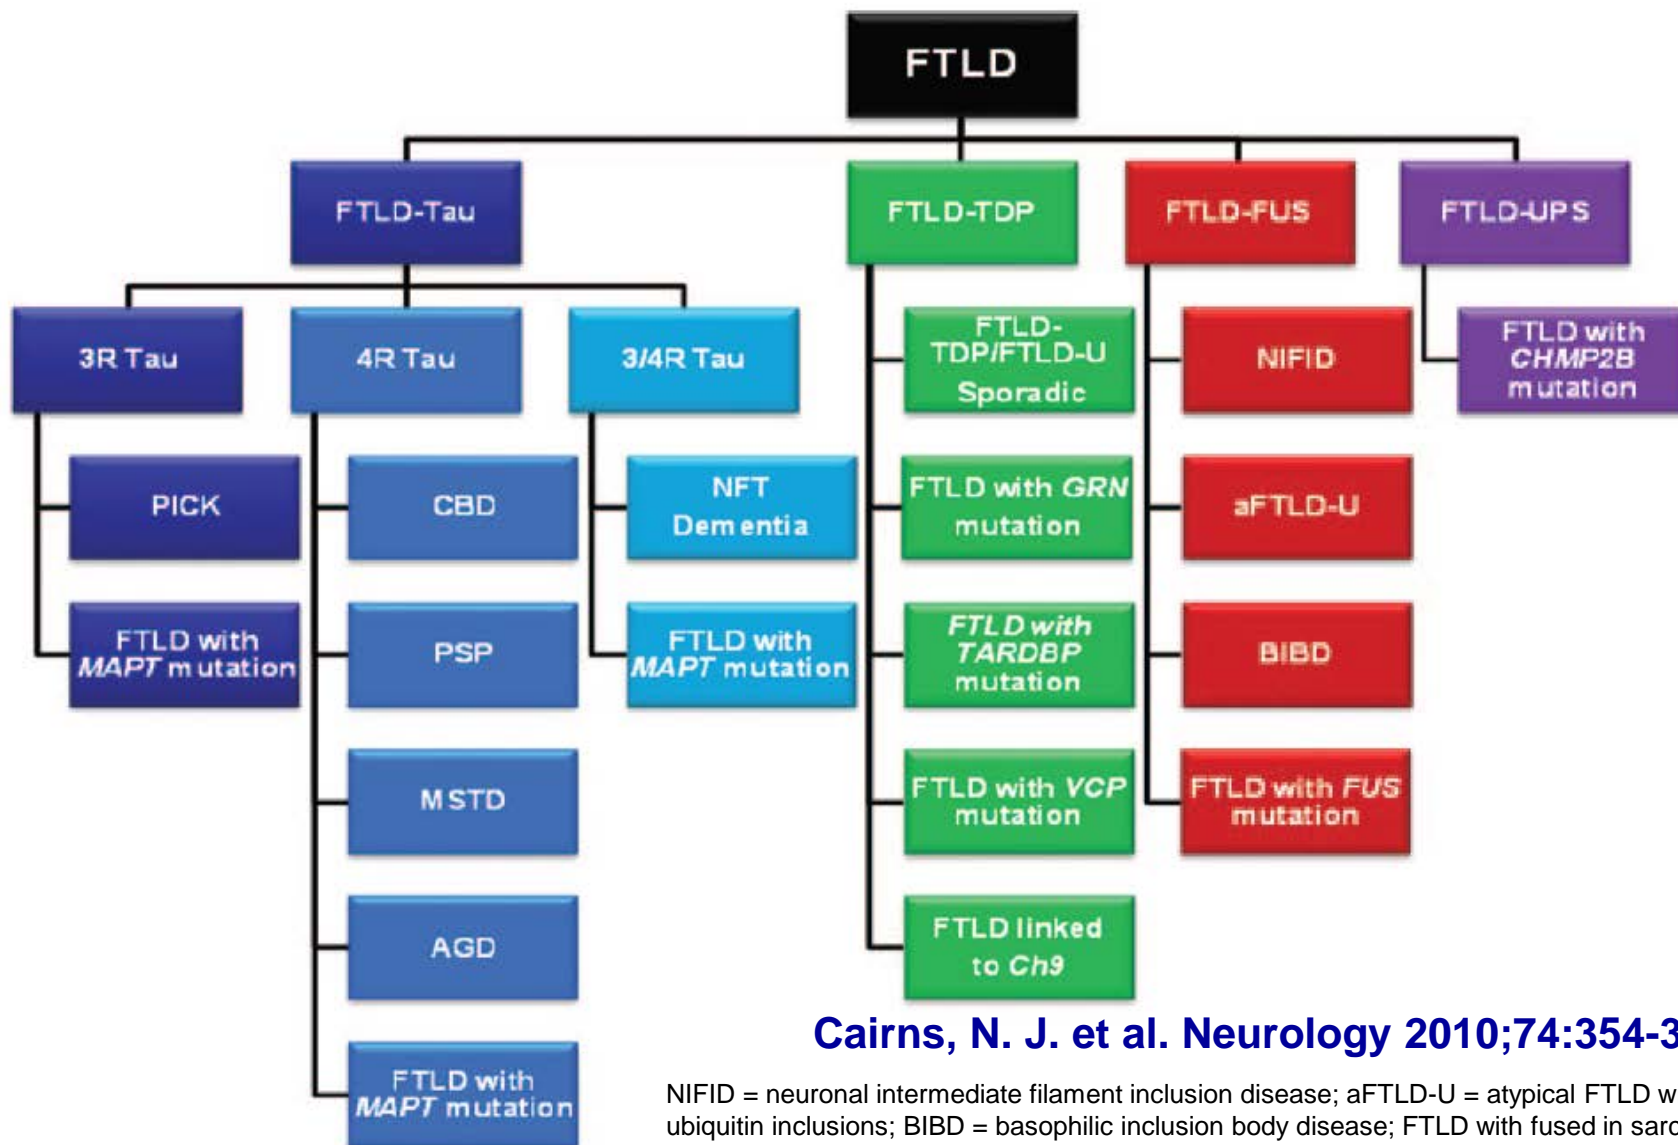 FTLD
FTLD-Tau
FTLD-TDP
FTLD-FUS
FTLD-UPS
3R Tau
4R Tau
3/4R Tau
FTLD-
TDP/FTLD-U
Sporadic
NIFID
FTLD with
CHMP2B
mutation
PICK
CBD
NFT
Dementia
FTLD with GRN
mutation
aFTLD-U
FTLD with
MAPT mutation
PSP
FTLD with
MAPT mutation
FTLD with
TARDBP
mutation
BIBD
MSTD
FTLD with VCP
mutation
FTLD with FUS
mutation
AGD
FTLD linked
to Ch9
FTLD with
MAPT mutation
Cairns, N. J. et al. Neurology 2010;74:354-3
NIFID = neuronal intermediate filament inclusion disease; aFTLD-U = atypical FTLD w
ubiquitin inclusions; BIBD = basophilic inclusion body disease; FTLD with fused in sarc